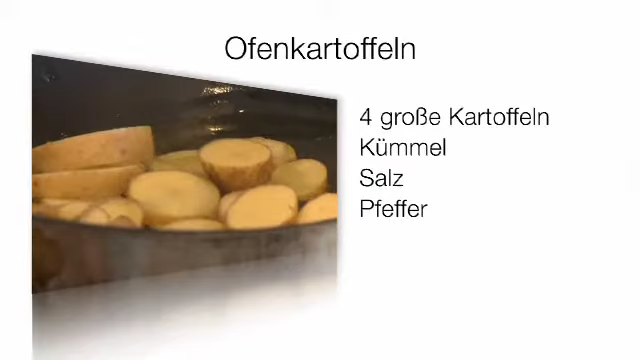 Ofenkartoffeln
4 große Kartoffeln
Kümmel
Salz
Pfeffer